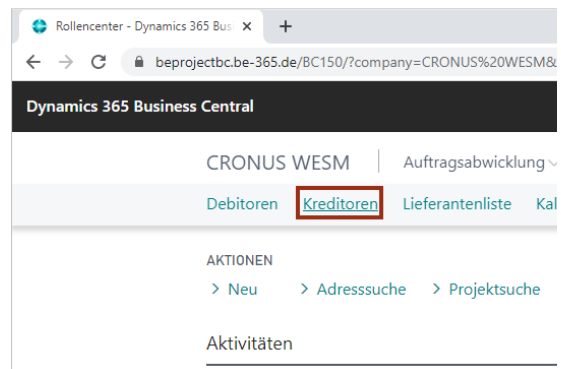 Rollencenter - Dynamics 365 Bus
beprojectbc.be-365.de/BC150/?company=CRONUS%20WESM&
Dynamics 365 Business Central
CRONUS WESM Auftragsabwicklung
Debitoren Kreditoren Lieferantenliste Kal
AKTIONEN
> Neu > Adresssuche > Projektsuche
Aktivitäten